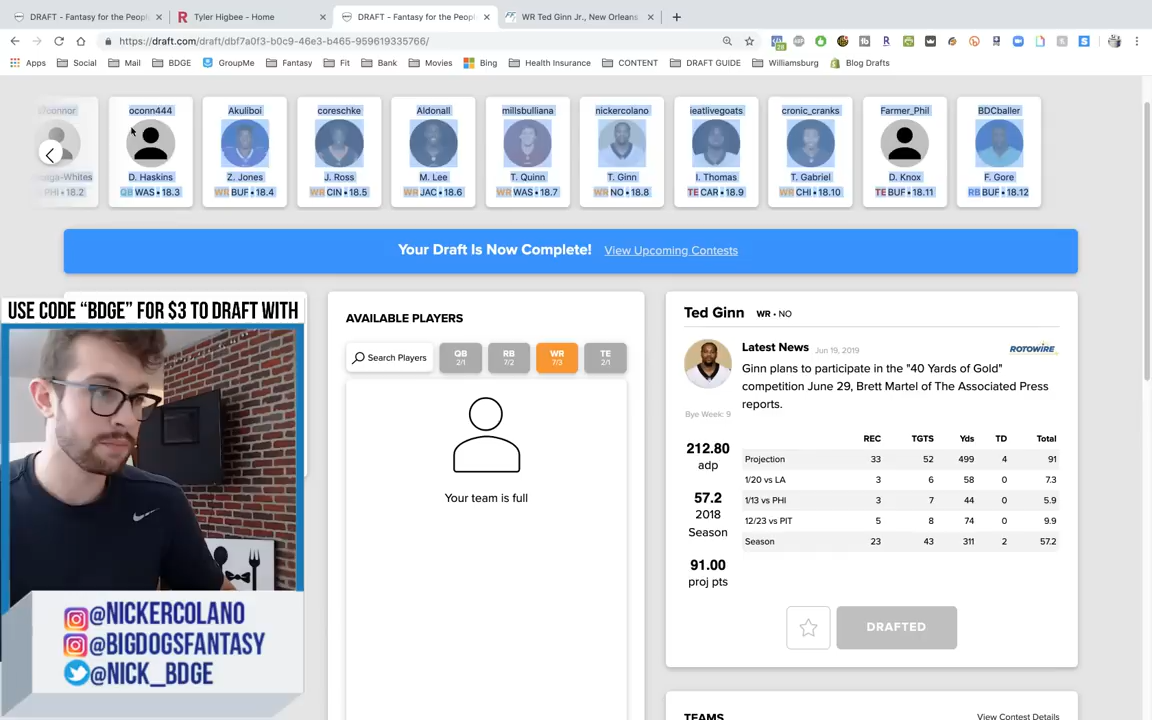 DRAFT - Fantasy for the Peopl
Tyler Higbee - Home
DRAFT - Fantasy for the Peopl
WR Ted Ginn Jr., New Orleans
https://draft.com/draft/dbf7a0f3-b0c9-46e3-b465-959619335766/
Apps Social Mail BDGE GroupMe Fantasy Fit Bank Movies Bing Health Insurance CONTENT DRAFT GUIDE Williamsburg Blog Drafts
oconn444 Akuliboi coreschke Aldonall millsbulliana nickercolano ieatlivegoats cronic_cranks Farmer_Phil BDCballer
D. Haskins Z. Jones J. Ross M. Lee T. Quinn T. Ginn I. Thomas T. Gabriel D. Knox F. Gore
PHI • 18.2 QB WAS • 18.3 WR BUF • 18.4 WR CIN • 18.5 WR JAC • 18.6 WR WAS • 18.7 WR NO • 18.8 TE CAR • 18.9 WR CHI • 18.10 TE BUF • 18.11 RB BUF • 18.12
Your Draft Is Now Complete! View Upcoming Contests
USE CODE "BDGE" FOR $3 TO DRAFT WITH
@NICKERCOLANO
@BIGDOGSFANTASY
@NICK_BDGE
AVAILABLE PLAYERS
Search Players
QB 2/1
RB 7/2
WR 7/3
TE 2/1
Your team is full
Ted Ginn WR • NO
Latest News Jun 19, 2019
ROTOWIRE
Ginn plans to participate in the "40 Yards of Gold"
competition June 29, Brett Martel of The Associated Press
reports.
Bye Week: 9
212.80
adp
57.2
2018
Season
91.00
proj pts
REC TGTS Yds TD Total
Projection 33 52 499 4 91
1/20 vs LA 3 6 58 0 7.3
1/13 vs PHI 3 7 44 0 5.9
12/23 vs PIT 5 8 74 0 9.9
Season 23 43 311 2 57.2
DRAFTED
TEAMS
View Contest Details